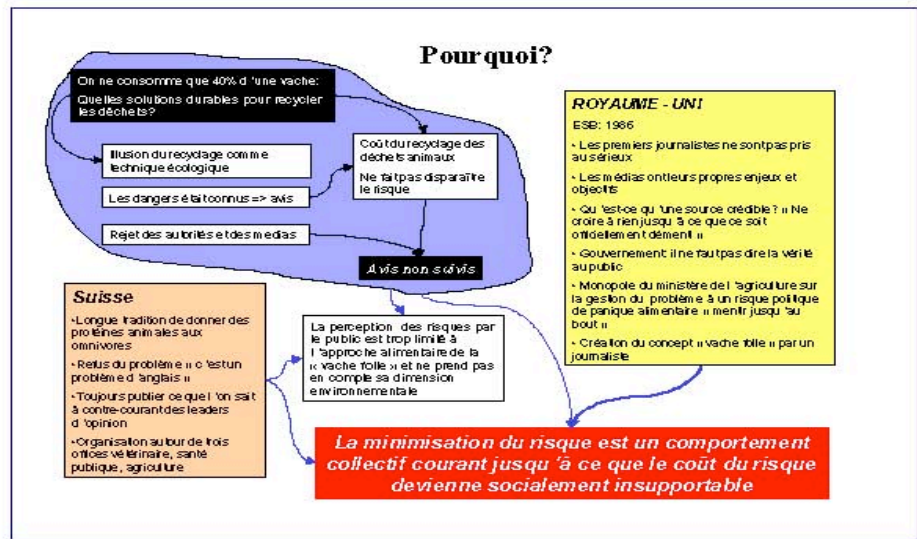 Pourquoi?
On ne consomme que 40% d 'une vache:
Quelles solutions durables pour recycler
les déchets?
Illusion du recyclage comme
technique écologique
Les dangers était connus => avis
Rejet des autorités et des medias
Coût du recyclage des
déchets animaux
Ne fait pas disparaître
le risque
Avis non suivis
ROYAUME - UNI
ESB: 1986
• Les premiers journalistes ne sont pas pris
au sérieux
• Les médias ont leurs propres enjeux et
objectifs
• Qu 'est-ce qu 'une source crédible? « Ne
croire à rien jusqu 'à ce que ce soit
officiellement dément »
• Gouvernement: il ne faut pas dire la vérité
au public
• Monopole du ministère de l 'agriculture sur
la gestion du problème à un risque politique
de panique alimentaire « mentir jusqu 'au
bout »
• Création du concept « vache folle » par un
journaliste
Suisse
•Longue tradition de donner des
protéines animales aux
omnivores
•Refus du problème « c 'est un
problème d 'anglais »
•Toujours publier ce que l 'on sait
à contre-courant des leaders
d 'opinion
•Organisation autour de trois
offices vétérinaire, santé
publique, agriculture
La perception des risques par
le public est trop limité à
l 'approche alimentaire de la
« vache folle » et ne prend pas
en compte sa dimension
environnementale
La minimisation du risque est un comportement
collectif courant jusqu 'à ce que le coût du risque
devienne socialement insupportable